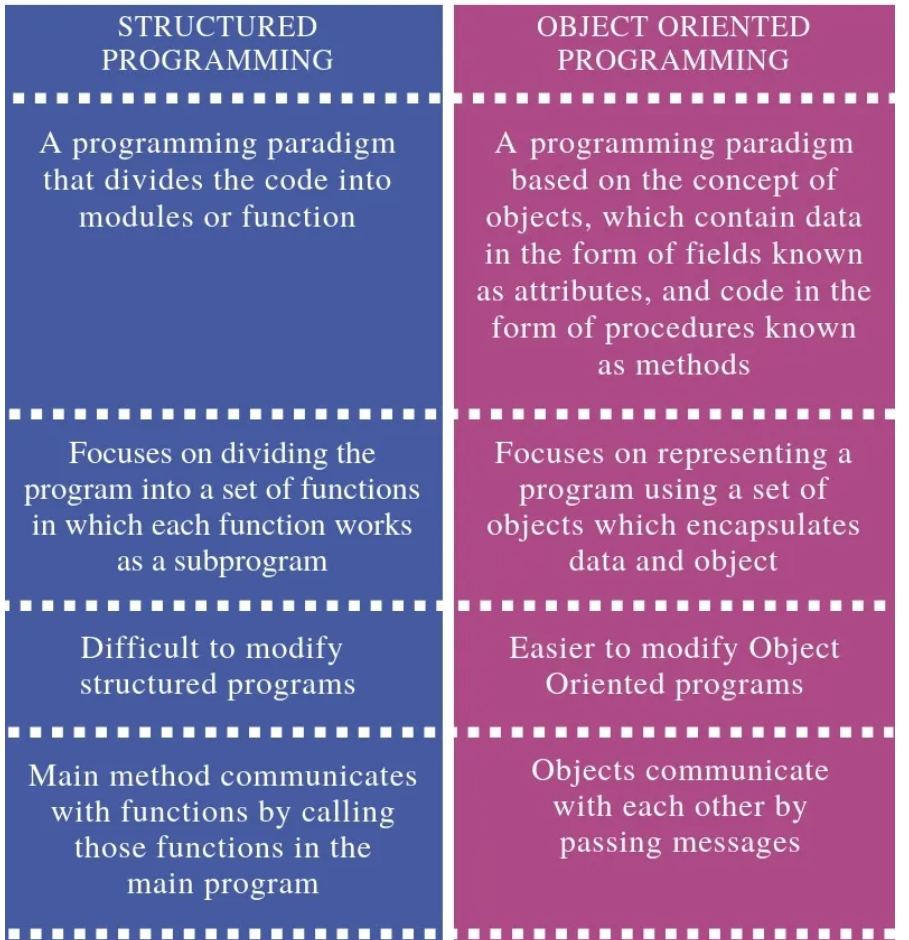 STRUCTURED
PROGRAMMING
OBJECT ORIENTED
PROGRAMMING
A programming paradigm
that divides the code into
modules or function
A programming paradigm
based on the concept of
objects, which contain data
in the form of fields known
as attributes, and code in the
form of procedures known
as methods
Focuses on dividing the
program into a set of functions
in which each function works
as a subprogram
Focuses on representing a
program using a set of
objects which encapsulates
data and object
Difficult to modify
structured programs
Easier to modify Object
Oriented programs
Main method communicates
with functions by calling
those functions in the
main program
Objects communicate
with each other by
passing messages